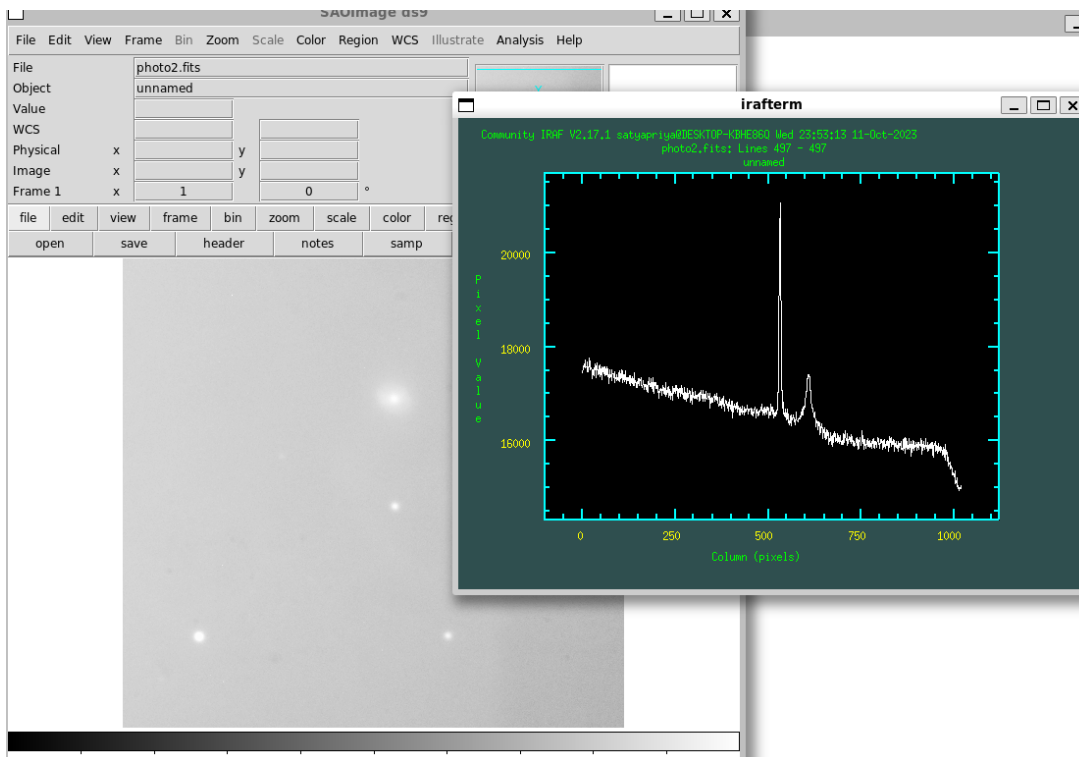 SAOImage ds9
File Edit View Frame Bin Zoom Scale Color Region WCS Illustrate Analysis Help
File photo2.fits
Object unnamed
Value
WCS
Physical x y
Image x y
Frame 1 x 1 0 °
file edit view frame bin zoom scale color
open save header notes samp
irafterm
Community IRAF V2.17.1 satyapriya@DESKTOP-KBHE86Q Wed 23:53:13 11-Oct-2023
photo2.fits: Lines 497 - 497
unnamed
Pixel Value
20000
18000
16000
0 250 500 750 1000
Column (pixels)